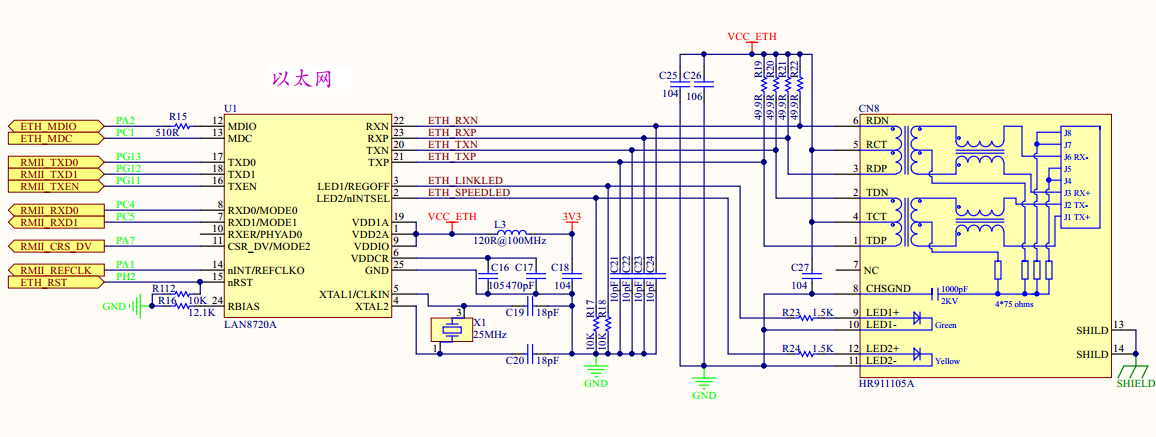 以太网
VCC_ETH
C25 C26
104 106
R19 R20 R21 R22
49.9R 49.9R 49.9R 49.9R
U1
CN8
ETH_MDIO PA2 R15 12 MDIO RXN 22 ETH_RXN 6 RDN
ETH_MDC PC1 510R 13 MDC RXP 23 ETH_RXP
TXN 20 ETH_TXN 5 RCT
RMII_TXD0 PG13 17 TXD0 TXP 21 ETH_TXP
RMII_TXD1 PG12 18 TXD1 3 RDP
RMII_TXEN PG11 16 TXEN LED1/REGOFF 3 ETH_LINKLED
LED2/nINTSEL 2 ETH_SPEEDLED 2 TDN
RMII_RXD0 PC4 8 RXD0/MODE0
RMII_RXD1 PC5 7 RXD1/MODE1 VDD1A 19 VCC_ETH L3 3V3 4 TCT
10 RXER/PHYAD0 VDD2A 1 120R@100MHz
RMII_CRS_DV PA7 11 CSR_DV/MODE2 VDDIO 9 1 TDP
VDDCR 6
RMII_REFCLK PA1 14 nINT/REFCLKO GND 25 C16 C17 C18 C27 7 NC
ETH_RST PH2 15 nRST 105 470pF 104 104
R112 10K XTAL1/CLKIN 5 8 CHSGND 1000pF 2KV 4*75 ohms
GND R16 12.1K 24 RBIAS XTAL2 4 C19 18pF
LAN8720A
3 X1
25MHz
1
C20 18pF
C21 C22 C23 C24
10pF 10pF 10pF 10pF
R17 R18
10K 10K
GND
GND
R23 1.5K 9 LED1+
10 LED1- Green
R24 1.5K 12 LED2+
11 LED2- Yellow
HR911105A
J8
J7
J6 RX-
J5
J4
J3 RX+
J2 TX-
J1 TX+
SHILD 13
SHILD 14
SHIELD